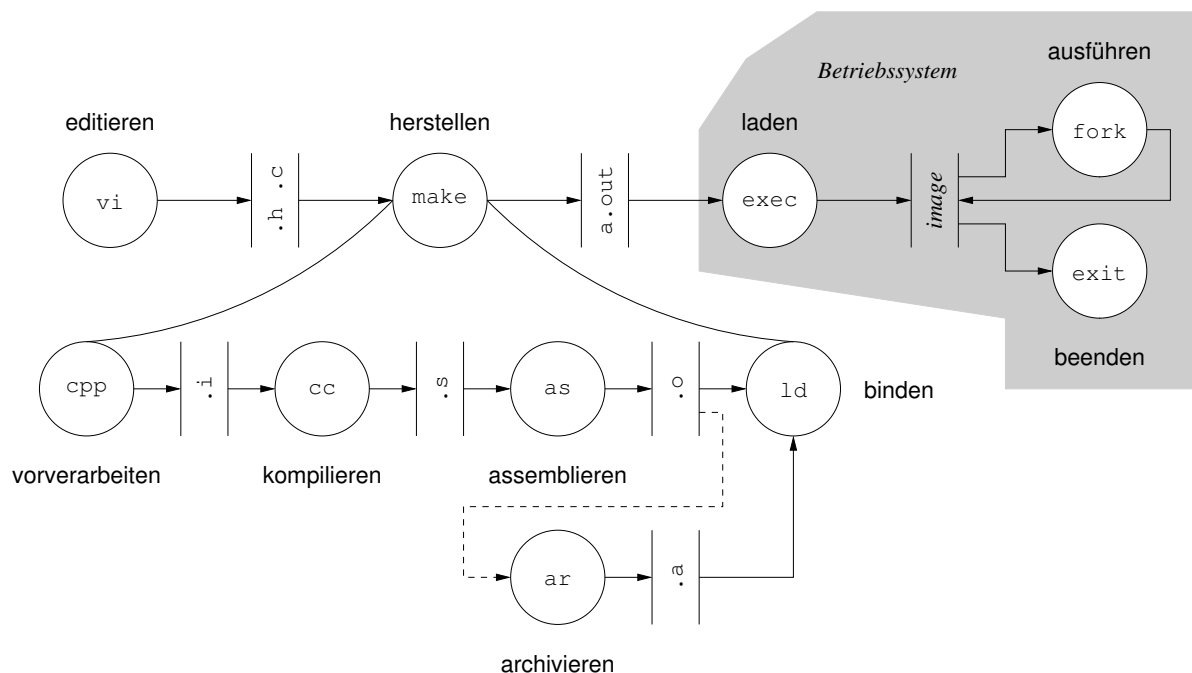 Betriebssystem
ausführen
editieren
herstellen
laden
vi
.h .c
make
a.out
exec
image
fork
exit
beenden
cpp
.i
cc
.s
as
.o
ld
binden
vorverarbeiten
kompilieren
assemblieren
ar
.a
archivieren